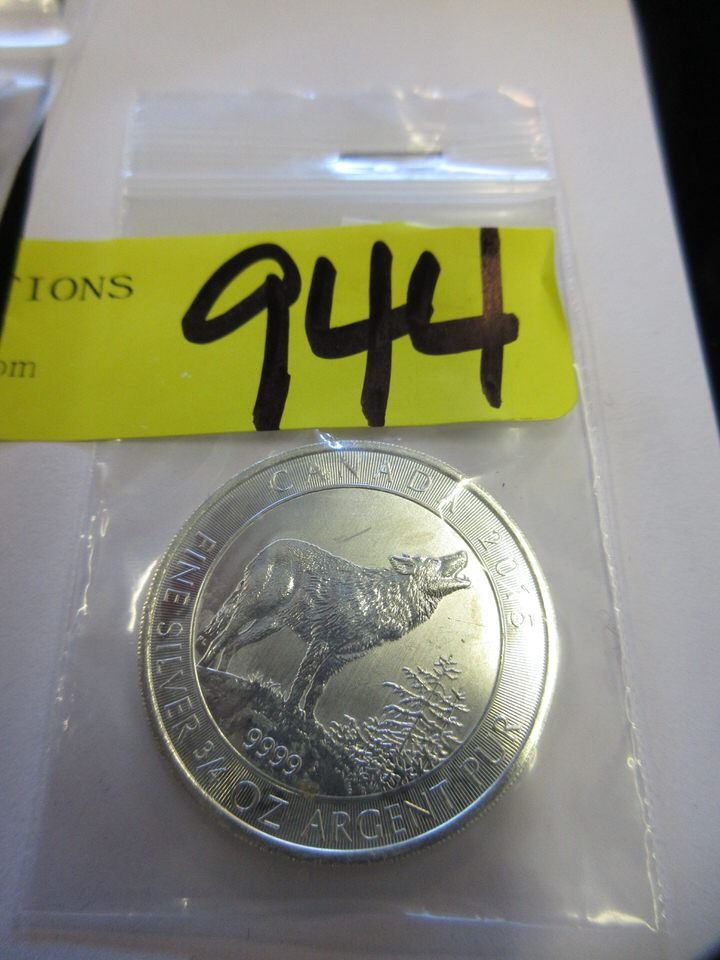 TIONS
944
om
CANADA 2015
FINE SILVER 3/4 OZ ARGENT PUR
9999